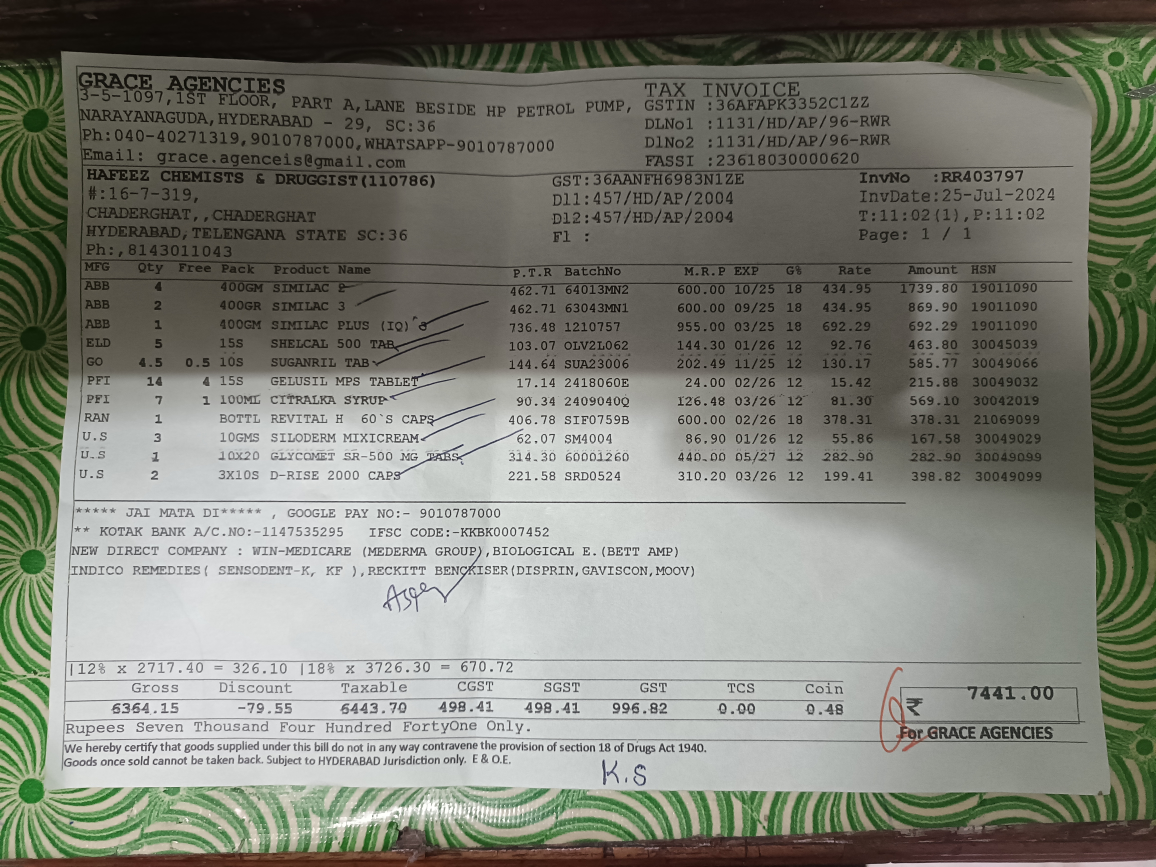 GRACE AGENCIES
3-5-1097,1ST FLOOR, PART A,LANE BESIDE HP PETROL PUMP,
NARAYANAGUDA,HYDERABAD - 29, SC:36
Ph:040-40271319,9010787000,WHATSAPP-9010787000
Email: grace.agenceis@gmail.com
TAX INVOICE
GSTIN :36AFAPK3352C1ZZ
DLNo1 :1131/HD/AP/96-RWR
DlNo2 :1131/HD/AP/96-RWR
FASSI :23618030000620
HAFEEZ CHEMISTS & DRUGGIST(110786)
#:16-7-319,
CHADERGHAT,,CHADERGHAT
HYDERABAD,TELENGANA STATE SC:36
Ph:,8143011043
GST:36AANFH6983N1ZE
Dl1:457/HD/AP/2004
Dl2:457/HD/AP/2004
Fl :
InvNo :RR403797
InvDate:25-Jul-2024
T:11:02(1),P:11:02
Page: 1 / 1
MFG Qty Free Pack Product Name P.T.R BatchNo M.R.P EXP G% Rate Amount HSN
ABB 4 400GM SIMILAC 2 462.71 64013MN2 600.00 10/25 18 434.95 1739.80 19011090
ABB 2 400GR SIMILAC 3 462.71 63043MN1 600.00 09/25 18 434.95 869.90 19011090
ABB 1 400GM SIMILAC PLUS (IQ) 736.48 1210757 955.00 03/25 18 692.29 692.29 19011090
ELD 5 15S SHELCAL 500 TAB 103.07 OLV2L062 144.30 01/26 12 92.76 463.80 30045039
GO 4.5 0.5 10S SUGANRIL TAB 144.64 SUA23006 202.49 11/25 12 130.17 585.77 30049066
PFI 14 4 15S GELUSIL MPS TABLET 17.14 2418060E 24.00 02/26 12 15.42 215.88 30049032
PFI 7 1 100ML CITRALKA SYRUP 90.34 2409040Q 126.48 03/26 12 81.30 569.10 30042019
RAN 1 BOTTL REVITAL H 60`S CAPS 406.78 SIF0759B 600.00 02/26 18 378.31 378.31 21069099
U.S 3 10GMS SILODERM MIXICREAM 62.07 SM4004 86.90 01/26 12 55.86 167.58 30049029
U.S 1 10X20 GLYCOMET SR-500 MG TABS 314.30 60001260 440.00 05/27 12 282.90 282.90 30049099
U.S 2 3X10S D-RISE 2000 CAPS 221.58 SRD0524 310.20 03/26 12 199.41 398.82 30049099
***** JAI MATA DI***** , GOOGLE PAY NO:- 9010787000
** KOTAK BANK A/C.NO:-1147535295 IFSC CODE:-KKBK0007452
NEW DIRECT COMPANY : WIN-MEDICARE (MEDERMA GROUP),BIOLOGICAL E.(BETT AMP)
INDICO REMEDIES( SENSODENT-K, KF ),RECKITT BENCKISER(DISPRIN,GAVISCON,MOOV)
|12% x 2717.40 = 326.10 |18% x 3726.30 = 670.72
Gross Discount Taxable CGST SGST GST TCS Coin
6364.15 -79.55 6443.70 498.41 498.41 996.82 0.00 0.48
₹ 7441.00
Rupees Seven Thousand Four Hundred FortyOne Only.
For GRACE AGENCIES
We hereby certify that goods supplied under this bill do not in any way contravene the provision of section 18 of Drugs Act 1940.
Goods once sold cannot be taken back. Subject to HYDERABAD Jurisdiction only. E & O.E.
K.S